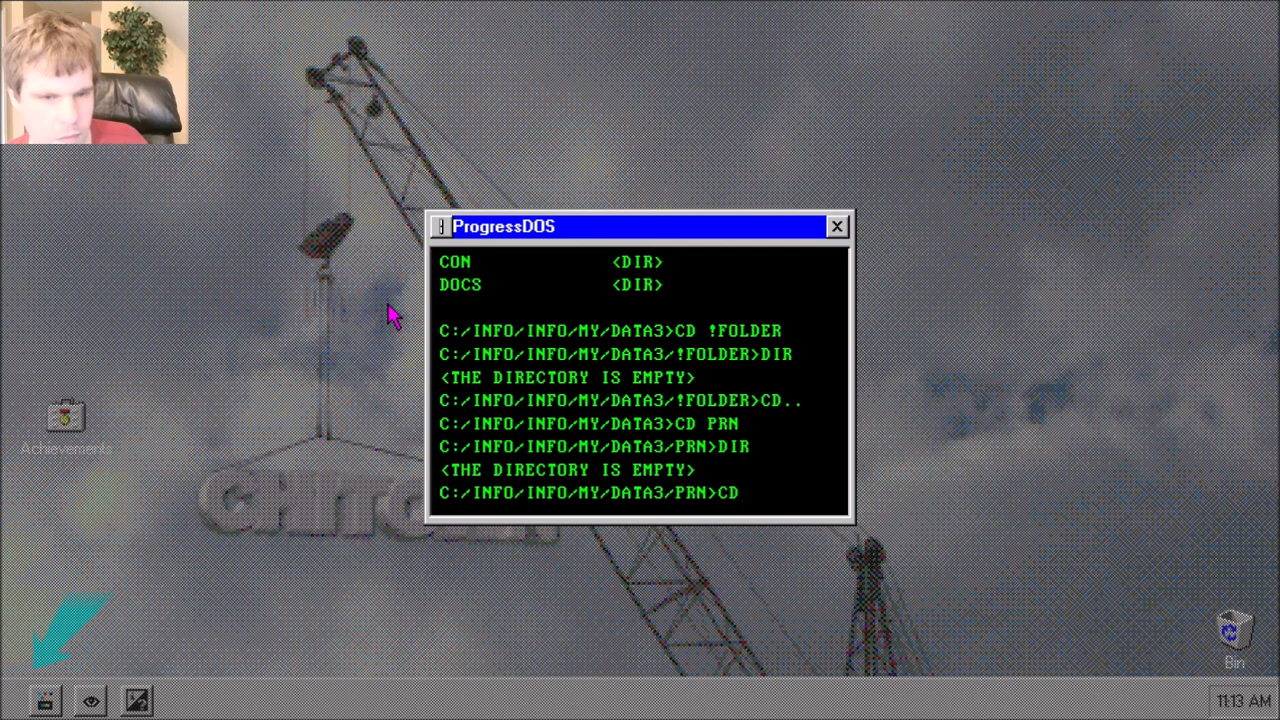 ProgressDOS
CON <DIR>
DOCS <DIR>
C:/INFO/INFO/MY/DATA3>CD !FOLDER
C:/INFO/INFO/MY/DATA3/!FOLDER>DIR
<THE DIRECTORY IS EMPTY>
C:/INFO/INFO/MY/DATA3/!FOLDER>CD..
C:/INFO/INFO/MY/DATA3>CD PRN
C:/INFO/INFO/MY/DATA3/PRN>DIR
<THE DIRECTORY IS EMPTY>
C:/INFO/INFO/MY/DATA3/PRN>CD
Achievements
Bin
11:13 AM